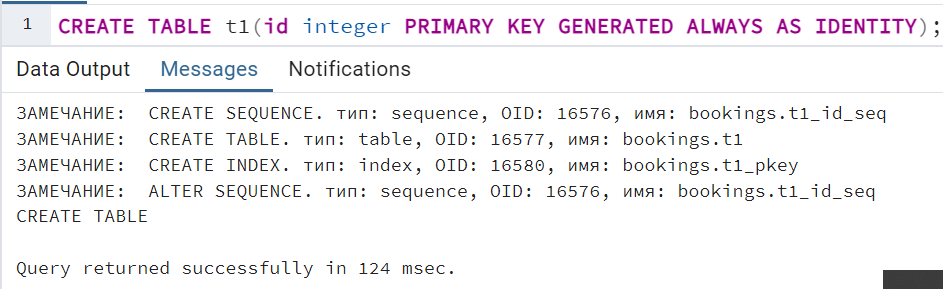 1 CREATE TABLE t1(id integer PRIMARY KEY GENERATED ALWAYS AS IDENTITY);
Data Output Messages Notifications
ЗАМЕЧАНИЕ:  CREATE SEQUENCE. тип: sequence, OID: 16576, имя: bookings.t1_id_seq
ЗАМЕЧАНИЕ:  CREATE TABLE. тип: table, OID: 16577, имя: bookings.t1
ЗАМЕЧАНИЕ:  CREATE INDEX. тип: index, OID: 16580, имя: bookings.t1_pkey
ЗАМЕЧАНИЕ:  ALTER SEQUENCE. тип: sequence, OID: 16576, имя: bookings.t1_id_seq
CREATE TABLE
Query returned successfully in 124 msec.